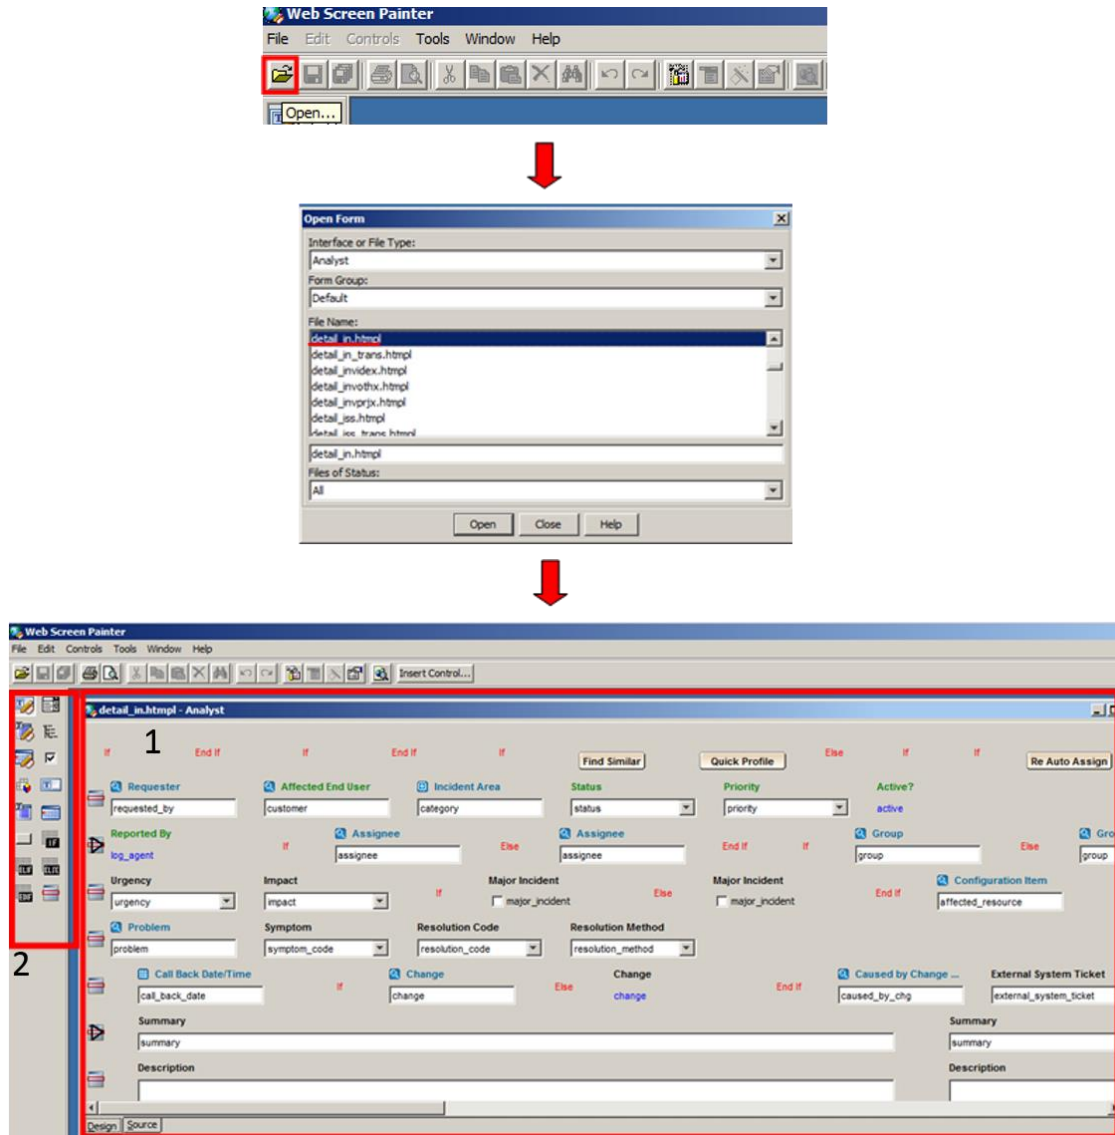 Web Screen Painter
File Edit Controls Tools Window Help
Open...
Open Form
Interface or File Type:
Analyst
Form Group:
Default
File Name:
detail_in.htmpl
detail_in_trans.htmpl
detail_invidex.htmpl
detail_invothx.htmpl
detail_invprjx.htmpl
detail_iss.htmpl
detail_iss_trans.htmpl
detail_in.htmpl
Files of Status:
All
Open Close Help
Web Screen Painter
File Edit Controls Tools Window Help
Insert Control...
detail_in.htmpl - Analyst
1
If End If If End If If Find Similar Quick Profile Else If If Re Auto Assign
Requester Affected End User Incident Area Status Priority Active?
requested_by customer category status priority active
Reported By If Assignee Else Assignee End If If Group Else Gro
log_agent assignee assignee group group
Urgency Impact If Major Incident Else Major Incident End If Configuration Item
urgency impact major_incident major_incident affected_resource
Problem Symptom Resolution Code Resolution Method
problem symptom_code resolution_code resolution_method
2
Call Back Date/Time If Change Else Change End If Caused by Change ... External System Ticket
call_back_date change change caused_by_chg external_system_ticket
Summary Summary
summary summary
Description Description
Design Source